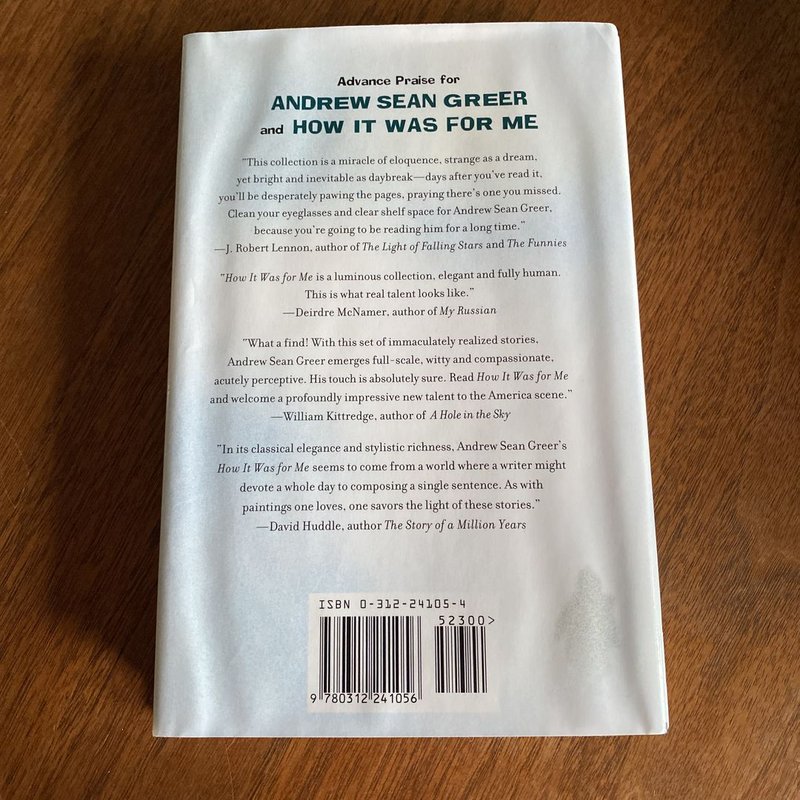 Advance Praise for
ANDREW SEAN GREER
and HOW IT WAS FOR ME
"This collection is a miracle of eloquence, strange as a dream,
yet bright and inevitable as daybreak—days after you've read it,
you'll be desperately pawing the pages, praying there's one you missed.
Clean your eyeglasses and clear shelf space for Andrew Sean Greer,
because you're going to be reading him for a long time."
—J. Robert Lennon, author of The Light of Falling Stars and The Funnies
"How It Was for Me is a luminous collection, elegant and fully human.
This is what real talent looks like."
—Deirdre McNamer, author of My Russian
"What a find! With this set of immaculately realized stories,
Andrew Sean Greer emerges full-scale, witty and compassionate,
acutely perceptive. His touch is absolutely sure. Read How It Was for Me
and welcome a profoundly impressive new talent to the America scene."
—William Kittredge, author of A Hole in the Sky
"In its classical elegance and stylistic richness, Andrew Sean Greer's
How It Was for Me seems to come from a world where a writer might
devote a whole day to composing a single sentence. As with
paintings one loves, one savors the light of these stories."
—David Huddle, author The Story of a Million Years
ISBN 0-312-24105-4
52300>
9 780312 241056